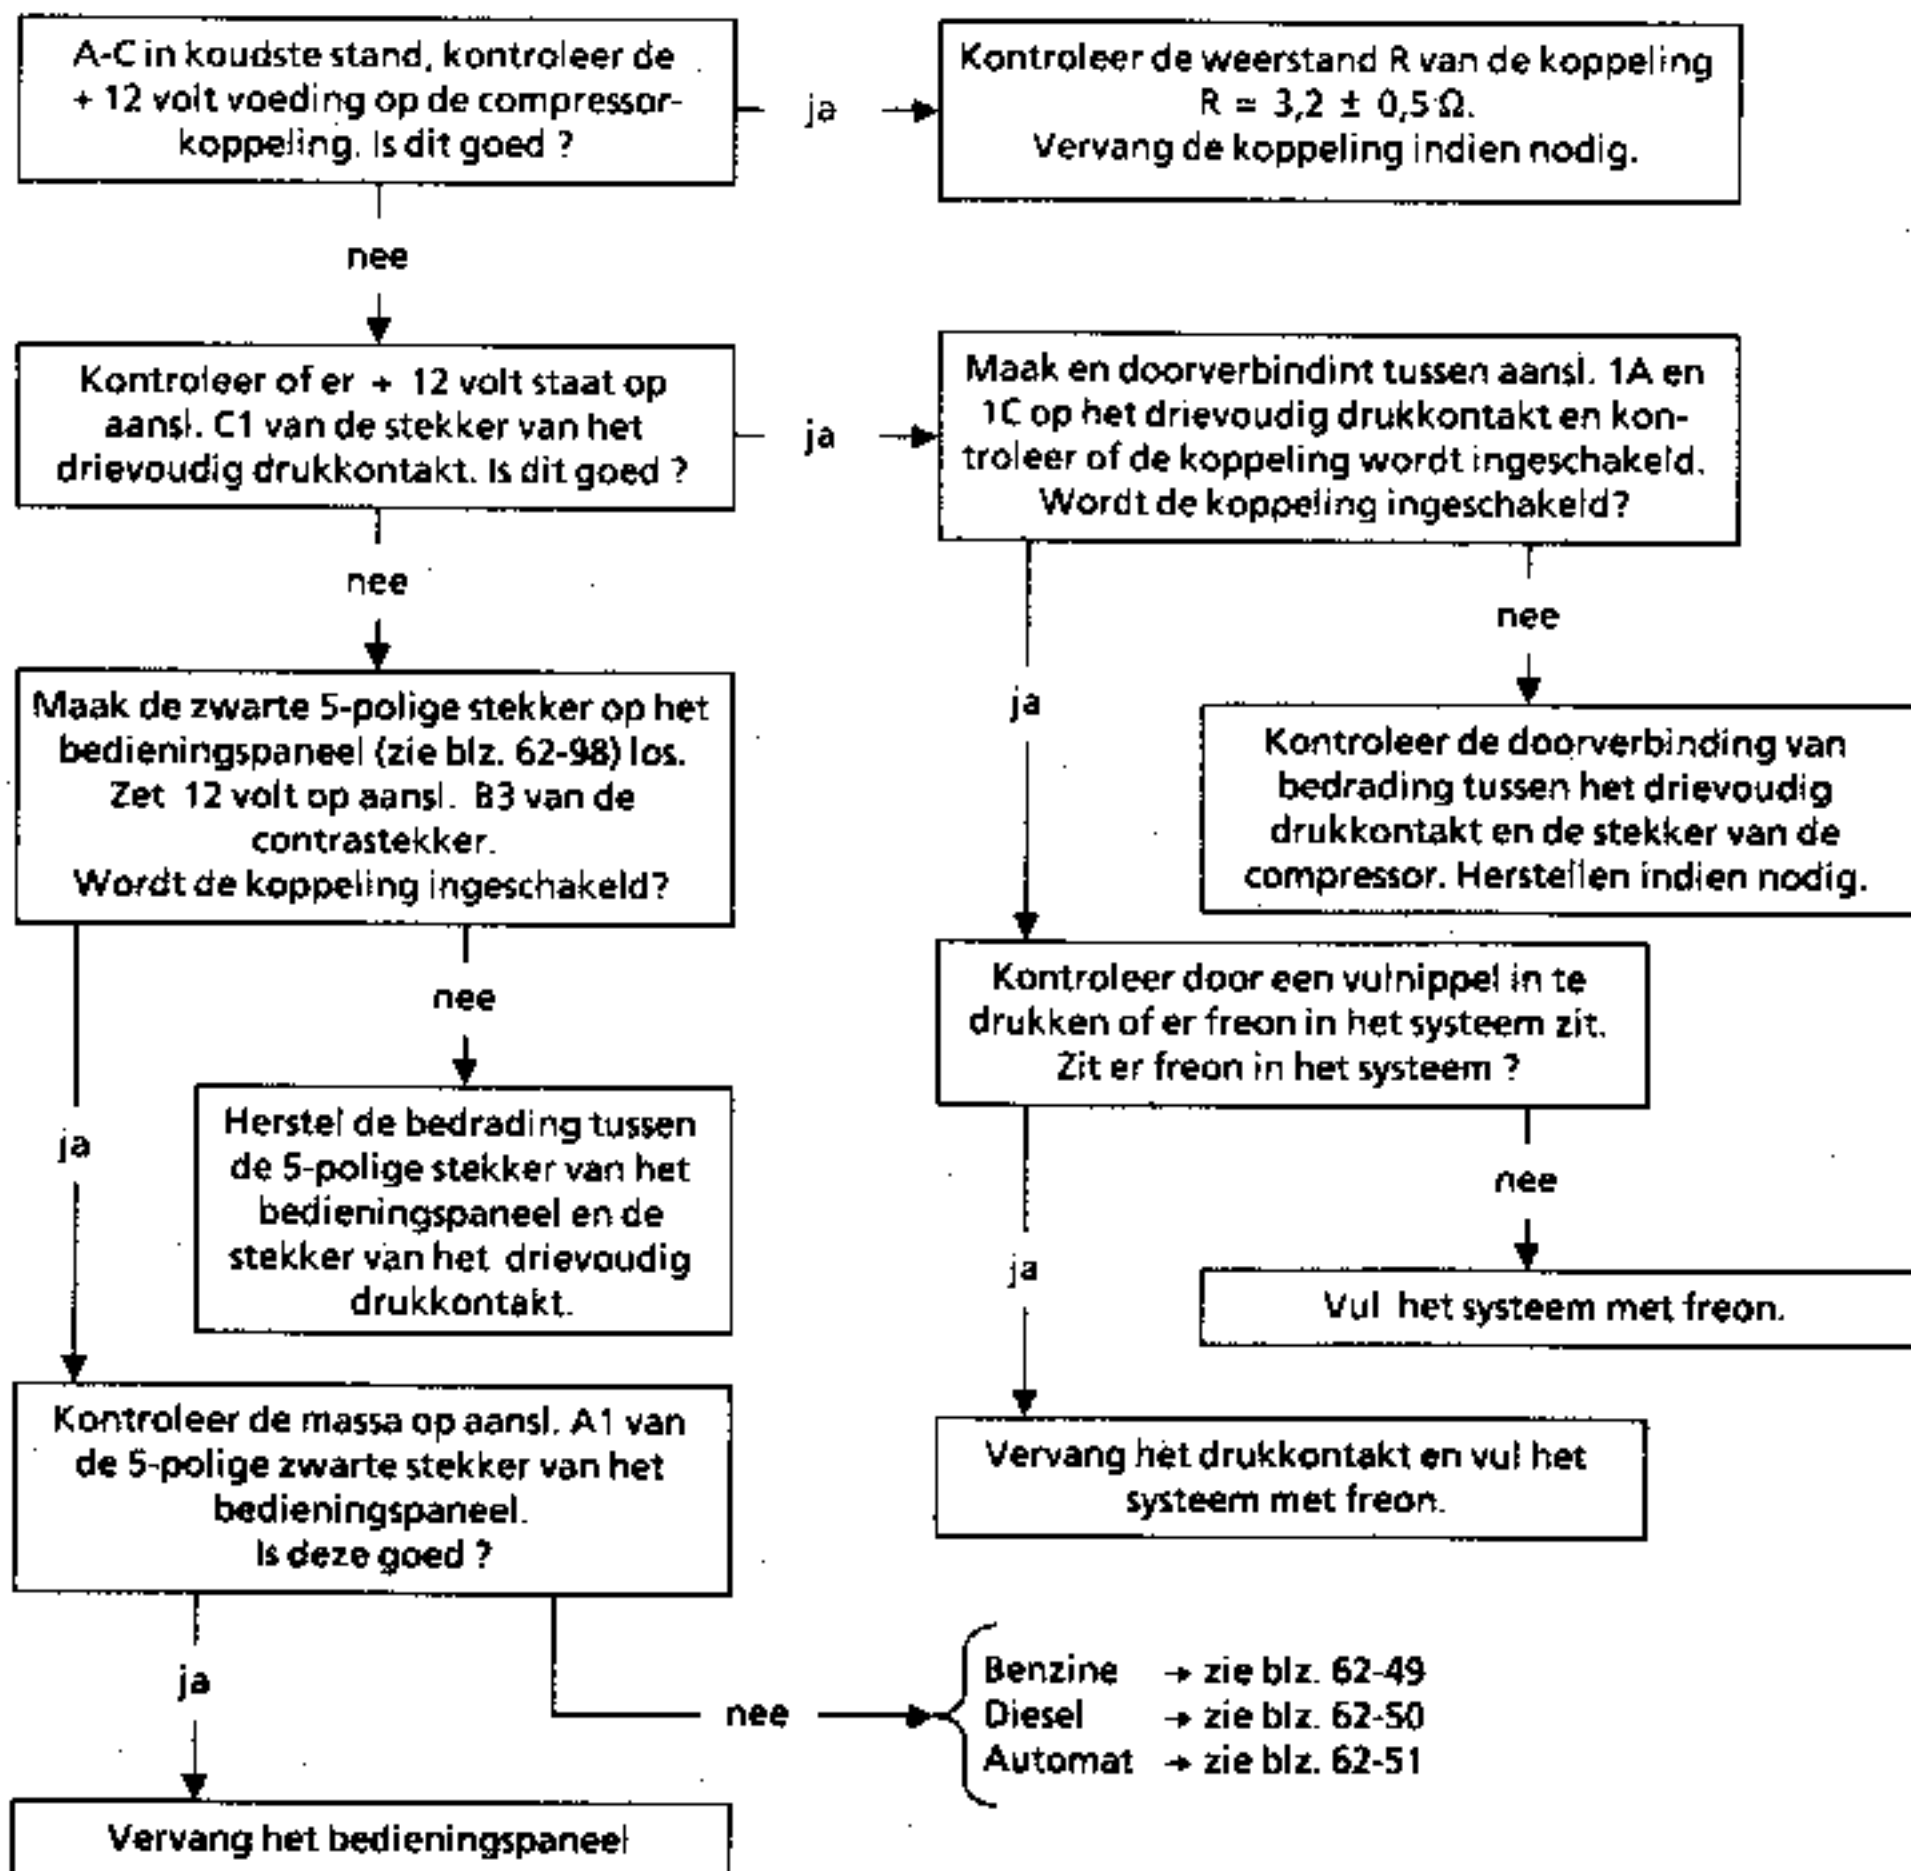 A-C in koudste stand, kontroleer de
+ 12 volt voeding op de compressor-
koppeling. Is dit goed ?
ja
Kontroleer de weerstand R van de koppeling
R = 3,2 ± 0,5 Ω.
Vervang de koppeling indien nodig.
nee
Kontroleer of er + 12 volt staat op
aansl. C1 van de stekker van het
drievoudig drukkontakt. Is dit goed ?
ja
Maak en doorverbindint tussen aansl. 1A en
1C op het drievoudig drukkontakt en kon-
troleer of de koppeling wordt ingeschakeld.
Wordt de koppeling ingeschakeld?
nee
nee
ja
Maak de zwarte 5-polige stekker op het
bedieningspaneel (zie blz. 62-98) los.
Zet 12 volt op aansl. B3 van de
contrastekker.
Wordt de koppeling ingeschakeld?
Kontroleer de doorverbinding van
bedrading tussen het drievoudig
drukkontakt en de stekker van de
compressor. Herstellen indien nodig.
nee
Kontroleer door een vulnippel in te
drukken of er freon in het systeem zit.
Zit er freon in het systeem ?
ja
Herstel de bedrading tussen
de 5-polige stekker van het
bedieningspaneel en de
stekker van het drievoudig
drukkontakt.
nee
ja
Vul het systeem met freon.
Kontroleer de massa op aansl. A1 van
de 5-polige zwarte stekker van het
bedieningspaneel.
Is deze goed ?
Vervang het drukkontakt en vul het
systeem met freon.
ja
nee
Benzine → zie blz. 62-49
Diesel → zie blz. 62-50
Automat → zie blz. 62-51
Vervang het bedieningspaneel